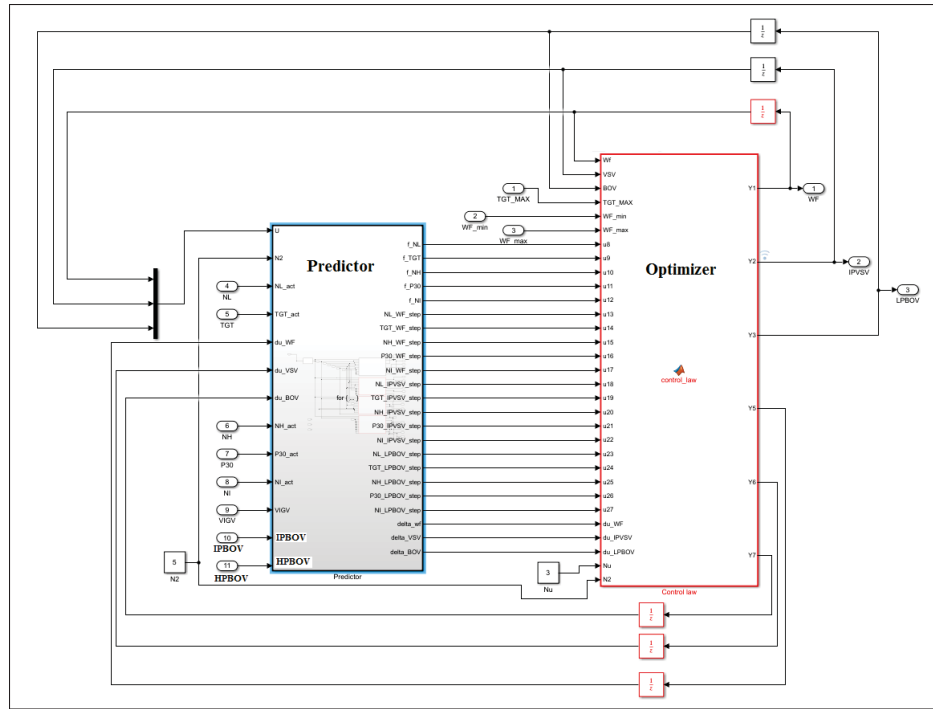 1/z
1/z
1/z
Predictor
U
N2
NL_act
TGT_act
du_WF
du_VSV
du_BOV
NH_act
P30_act
NI_act
VIGV
IPBOV
HPBOV
f_NL
f_TGT
f_NH
f_P30
f_NI
NL_WF_step
TGT_WF_step
NH_WF_step
P30_WF_step
NI_WF_step
NL_IPVSV_step
TGT_IPVSV_step
NH_IPVSV_step
P30_IPVSV_step
NI_IPVSV_step
NL_LPBOV_step
TGT_LPBOV_step
NH_LPBOV_step
P30_LPBOV_step
NI_LPBOV_step
delta_wf
delta_VSV
delta_BOV
for { ... }
Predictor
4
NL
5
TGT
6
NH
7
P30
8
NI
9
VIGV
10
IPBOV
11
HPBOV
5
N2
1
TGT_MAX
2
WF_min
3
WF_max
3
Nu
Optimizer
Wf
VSV
BOV
TGT_MAX
WF_min
WF_max
u8
u9
u10
u11
u12
u13
u14
u15
u16
u17
u18
u19
u20
u21
u22
u23
u24
u25
u26
u27
du_WF
du_IPVSV
du_LPBOV
Nu
N2
control_law
Y1
Y2
Y3
Y5
Y6
Y7
Control law
1
WF
2
IPVSV
3
LPBOV
1/z
1/z
1/z